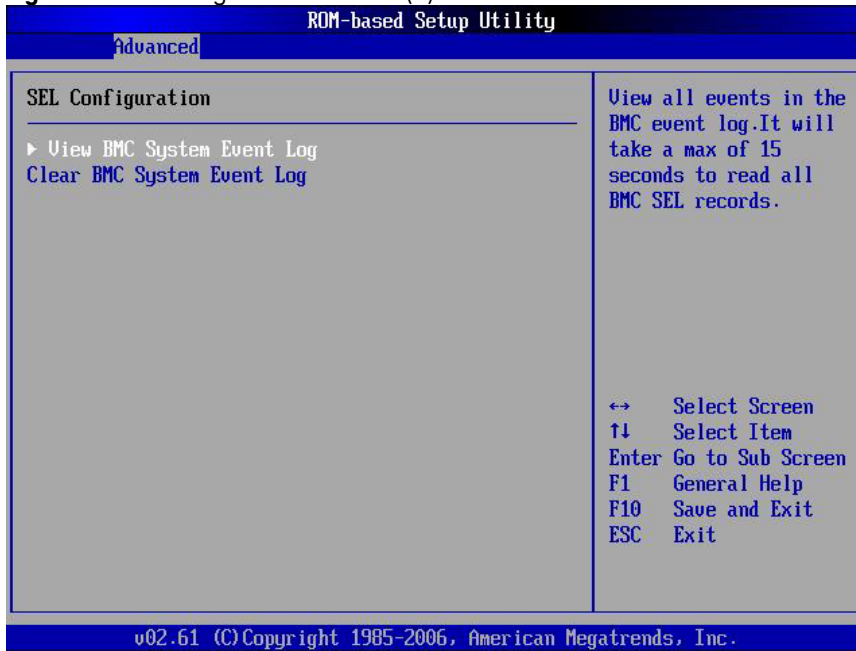 ROM-based Setup Utility
Advanced
SEL Configuration
▶ View BMC System Event Log
Clear BMC System Event Log
View all events in the
BMC event log.It will
take a max of 15
seconds to read all
BMC SEL records.
←→ Select Screen
↑↓ Select Item
Enter Go to Sub Screen
F1 General Help
F10 Save and Exit
ESC Exit
v02.61 (C)Copyright 1985-2006, American Megatrends, Inc.